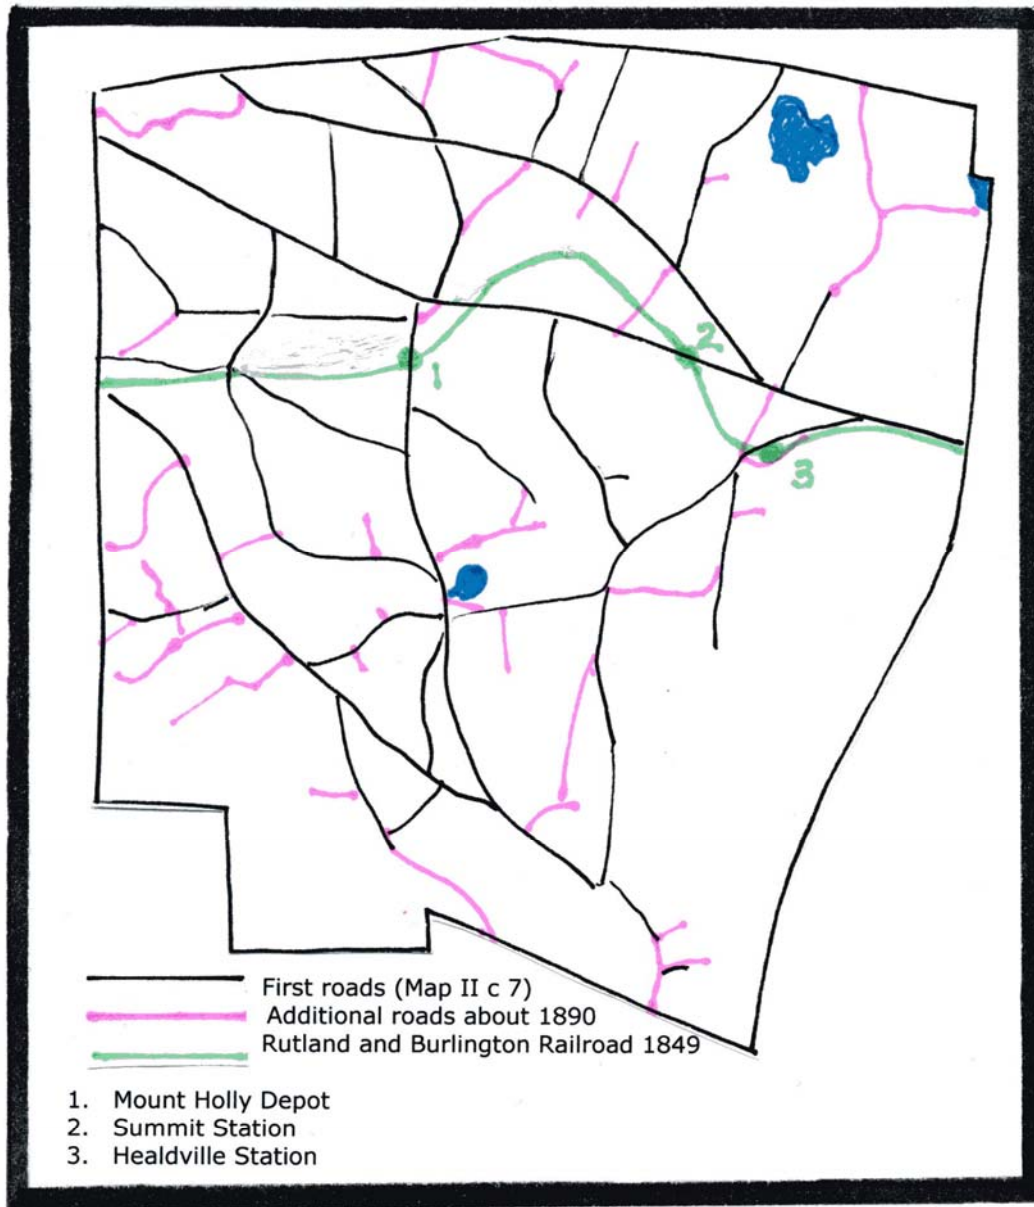 2
1
3
First roads (Map II c 7)
Additional roads about 1890
Rutland and Burlington Railroad 1849
1. Mount Holly Depot
2. Summit Station
3. Healdville Station